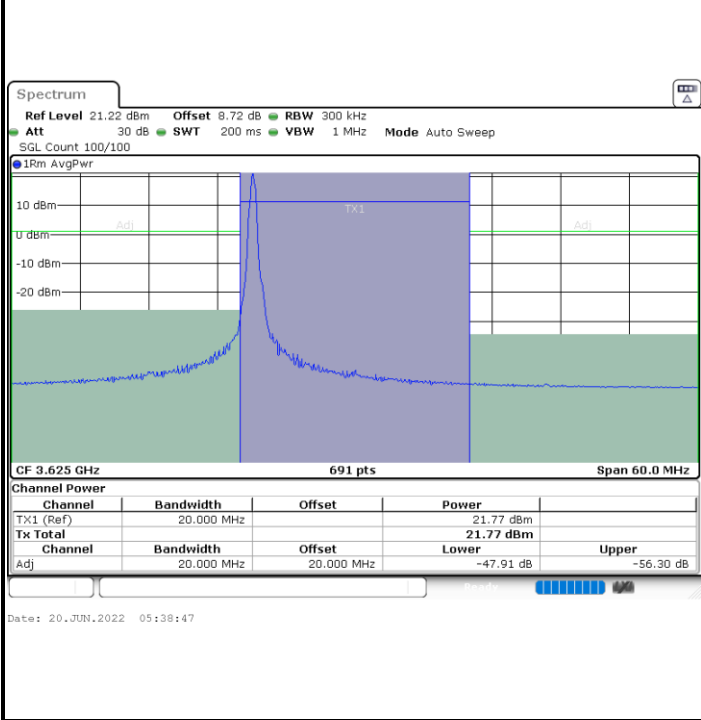 Spectrum
Ref Level 21.22 dBm Offset 8.72 dB RBW 300 kHz
Att 30 dB SWT 200 ms VBW 1 MHz Mode Auto Sweep
SGL Count 100/100
1Rm AvgPwr
TX1
10 dBm
Adj Adj
0 dBm
-10 dBm
-20 dBm
CF 3.625 GHz 691 pts Span 60.0 MHz
Channel Power
Channel Bandwidth Offset Power
TX1 (Ref) 20.000 MHz 21.77 dBm
Tx Total 21.77 dBm
Channel Bandwidth Offset Lower Upper
Adj 20.000 MHz 20.000 MHz -47.91 dB -56.30 dB
Ready
Date: 20.JUN.2022 05:38:47